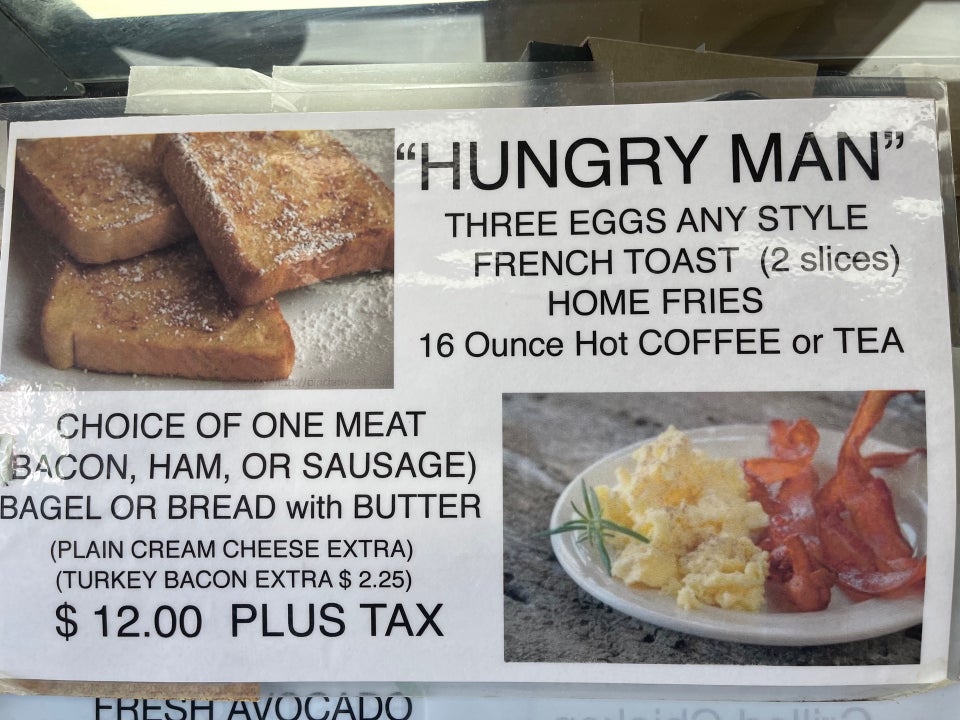 “HUNGRY MAN”
THREE EGGS ANY STYLE
FRENCH TOAST (2 slices)
HOME FRIES
16 Ounce Hot COFFEE or TEA
CHOICE OF ONE MEAT
(BACON, HAM, OR SAUSAGE)
BAGEL OR BREAD with BUTTER
(PLAIN CREAM CHEESE EXTRA)
(TURKEY BACON EXTRA $ 2.25)
$ 12.00 PLUS TAX
FRESH AVOCADO